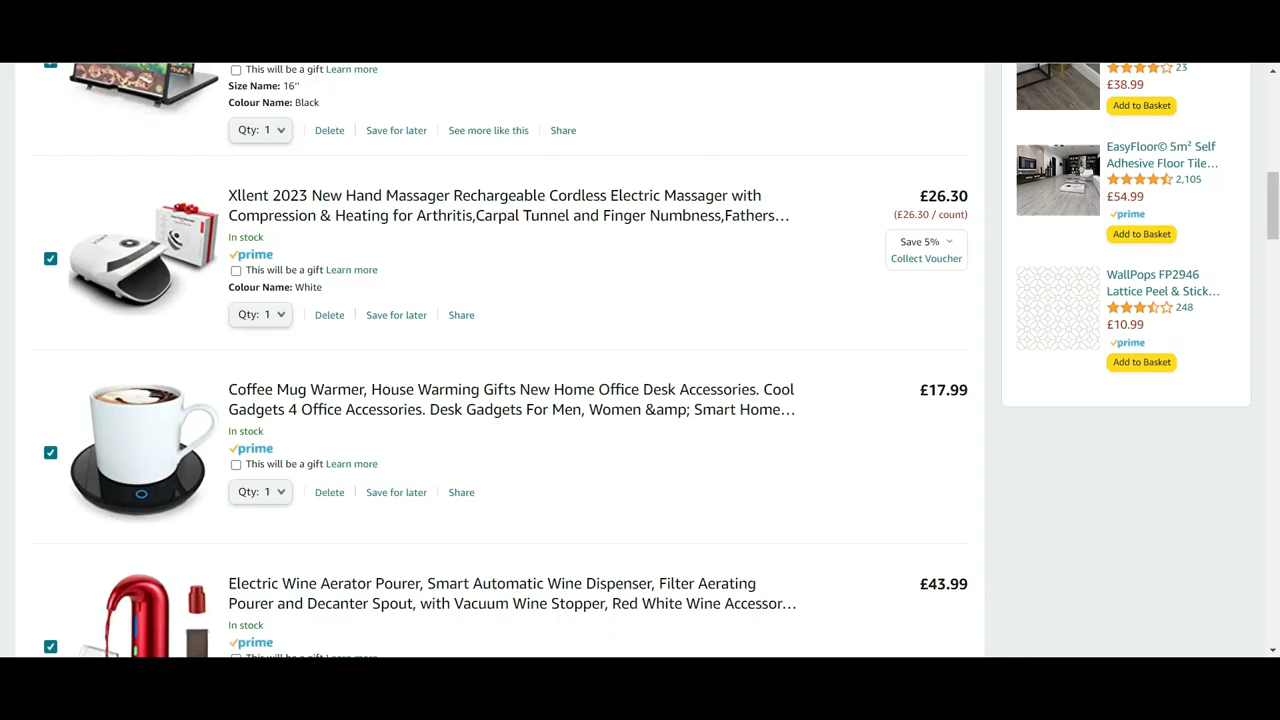 This will be a gift Learn more
Size Name: 16“
Colour Name: Black
Qty: 1
Delete
Save for later
See more like this
Share
Xllent 2023 New Hand Massager Rechargeable Cordless Electric Massager with
Compression & Heating for Arthritis,Carpal Tunnel and Finger Numbness,Fathers...
£26.30
(£26.30 / count)
In stock
Save 5%
Collect Voucher
prime
This will be a gift Learn more
Colour Name: White
Qty: 1
Delete
Save for later
Share
Coffee Mug Warmer, House Warming Gifts New Home Office Desk Accessories. Cool
Gadgets 4 Office Accessories. Desk Gadgets For Men, Women &amp; Smart Home...
£17.99
In stock
prime
This will be a gift Learn more
Qty: 1
Delete
Save for later
Share
Electric Wine Aerator Pourer, Smart Automatic Wine Dispenser, Filter Aerating
Pourer and Decanter Spout, with Vacuum Wine Stopper, Red White Wine Accessor...
£43.99
In stock
prime
This will be a gift Learn more
23
£38.99
Add to Basket
EasyFloor© 5m² Self
Adhesive Floor Tile...
2,105
£54.99
prime
Add to Basket
WallPops FP2946
Lattice Peel & Stick...
248
£10.99
prime
Add to Basket